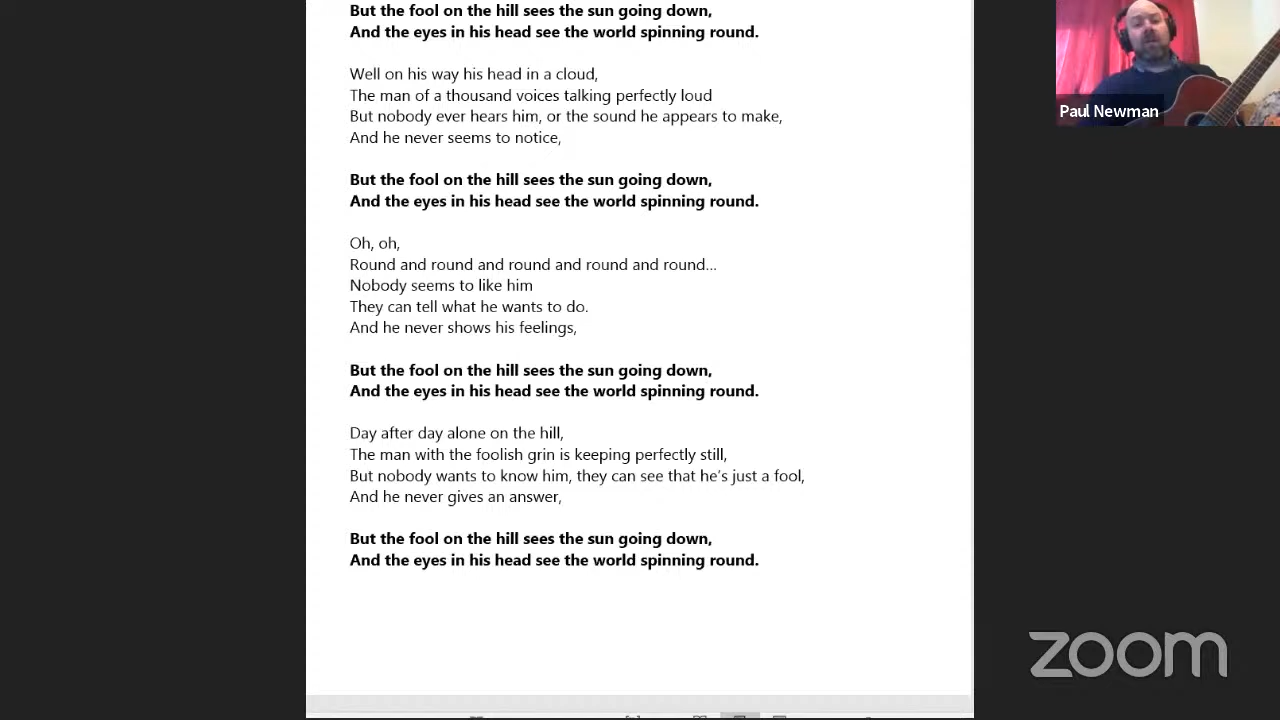 But the fool on the hill sees the sun going down,
And the eyes in his head see the world spinning round.
Well on his way his head in a cloud,
The man of a thousand voices talking perfectly loud
But nobody ever hears him, or the sound he appears to make,
And he never seems to notice,
But the fool on the hill sees the sun going down,
And the eyes in his head see the world spinning round.
Oh, oh,
Round and round and round and round and round...
Nobody seems to like him
They can tell what he wants to do.
And he never shows his feelings,
But the fool on the hill sees the sun going down,
And the eyes in his head see the world spinning round.
Day after day alone on the hill,
The man with the foolish grin is keeping perfectly still,
But nobody wants to know him, they can see that he's just a fool,
And he never gives an answer,
But the fool on the hill sees the sun going down,
And the eyes in his head see the world spinning round.
Paul Newman
zoom